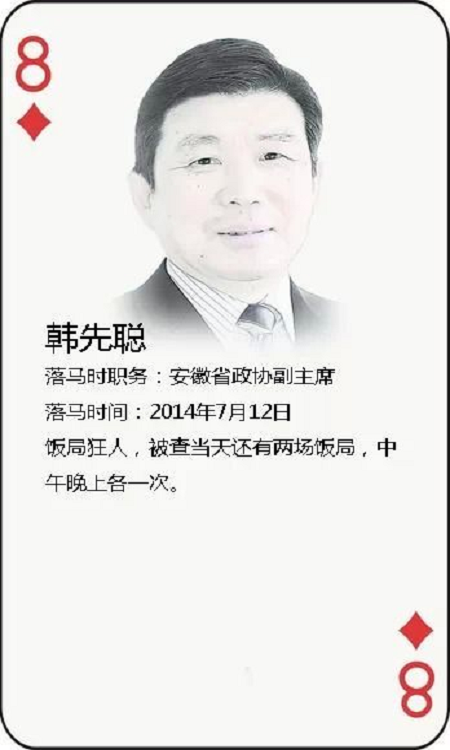 8
韩先聪
落马时职务：安徽省政协副主席
落马时间：2014年7月12日
饭局狂人，被查当天还有两场饭局，中
午晚上各一次。
8